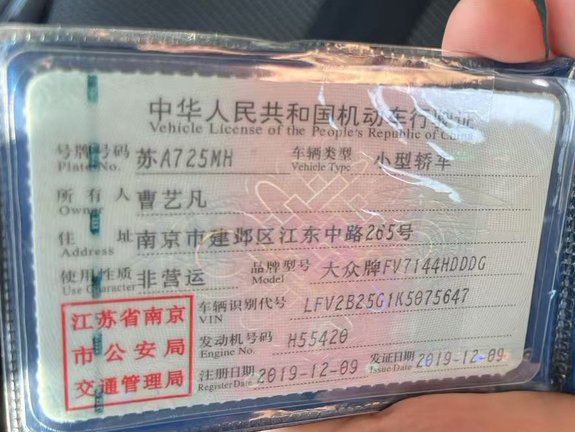 中华人民共和国机动车行驶证
Vehicle License of the People's Republic of China
号牌号码 苏A725MH 车辆类型 小型轿车
Plate No. Vehicle Type
所有人 曹艺凡
Owner
住址 南京市建邺区江东中路265号
Address
使用性质 非营运 品牌型号 大众牌FV7144HDDDG
Use Character Model
江苏省南京
市公安局
交通管理局
车辆识别代号 LFV2B25G1K5075647
VIN
发动机号码 H55420
Engine No.
注册日期 2019-12-09 发证日期 2019-12-09
Register Date Issue Date